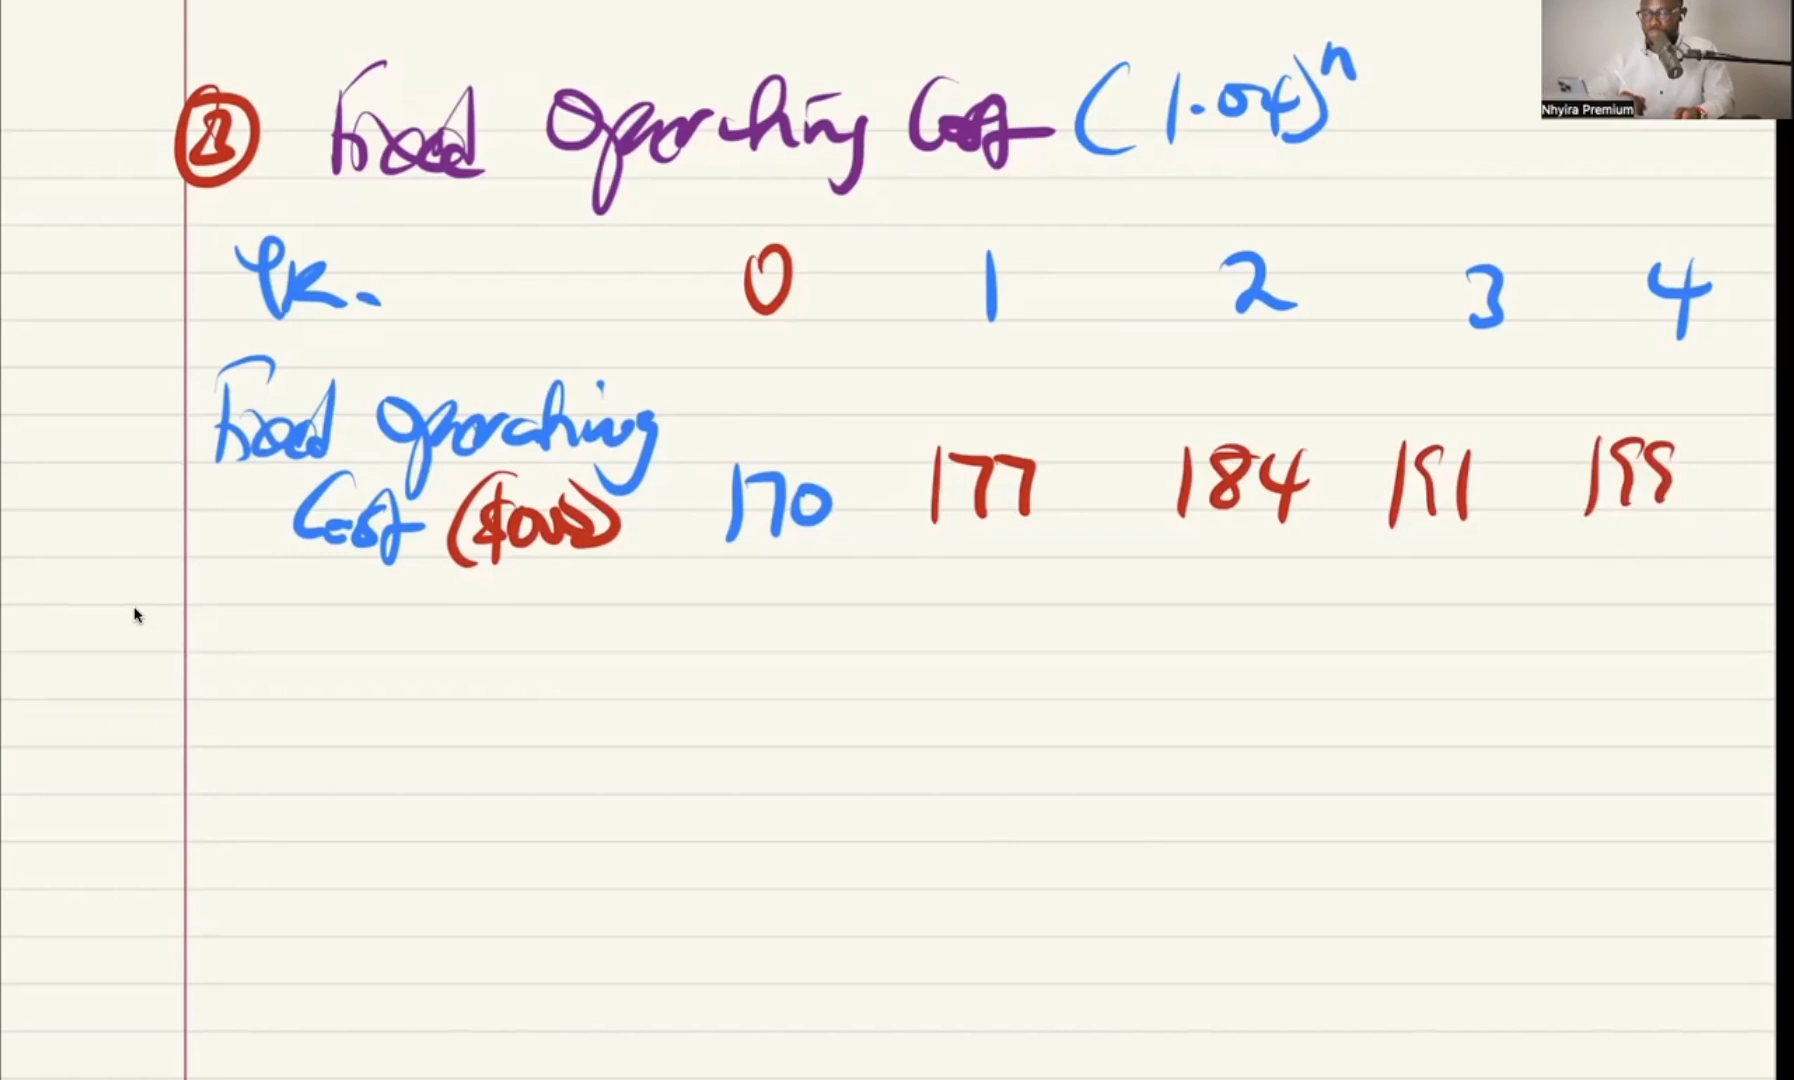 ② Fixed Operating Cost (1.04)ⁿ
Nhyira Premium
YR. 0 1 2 3 4
Fixed operating
Cost ($000) 170 177 184 191 199